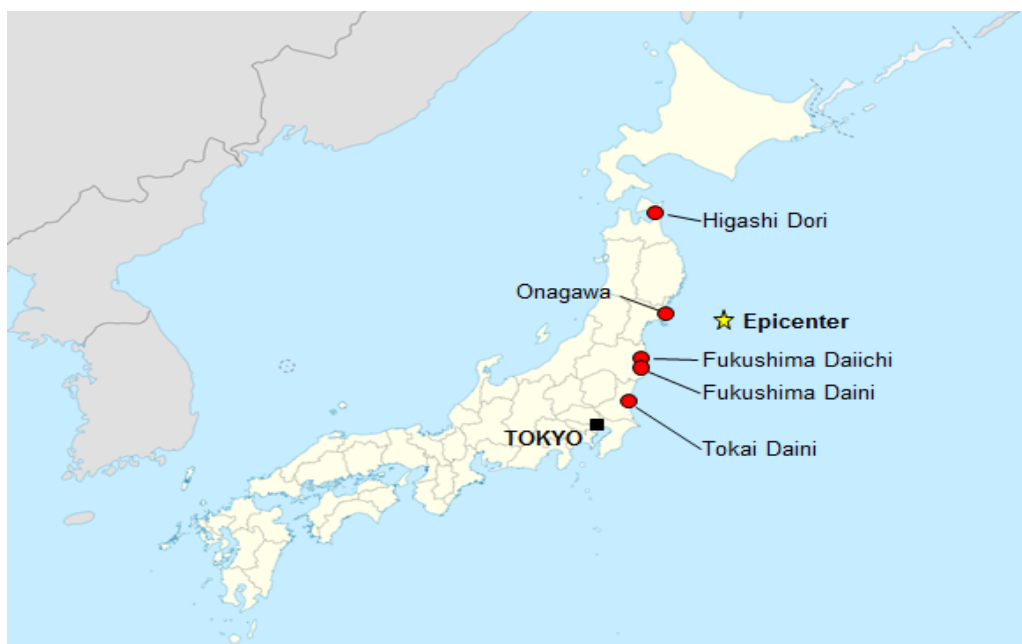 Higashi Dori
Onagawa
Epicenter
Fukushima Daiichi
Fukushima Daini
TOKYO
Tokai Daini